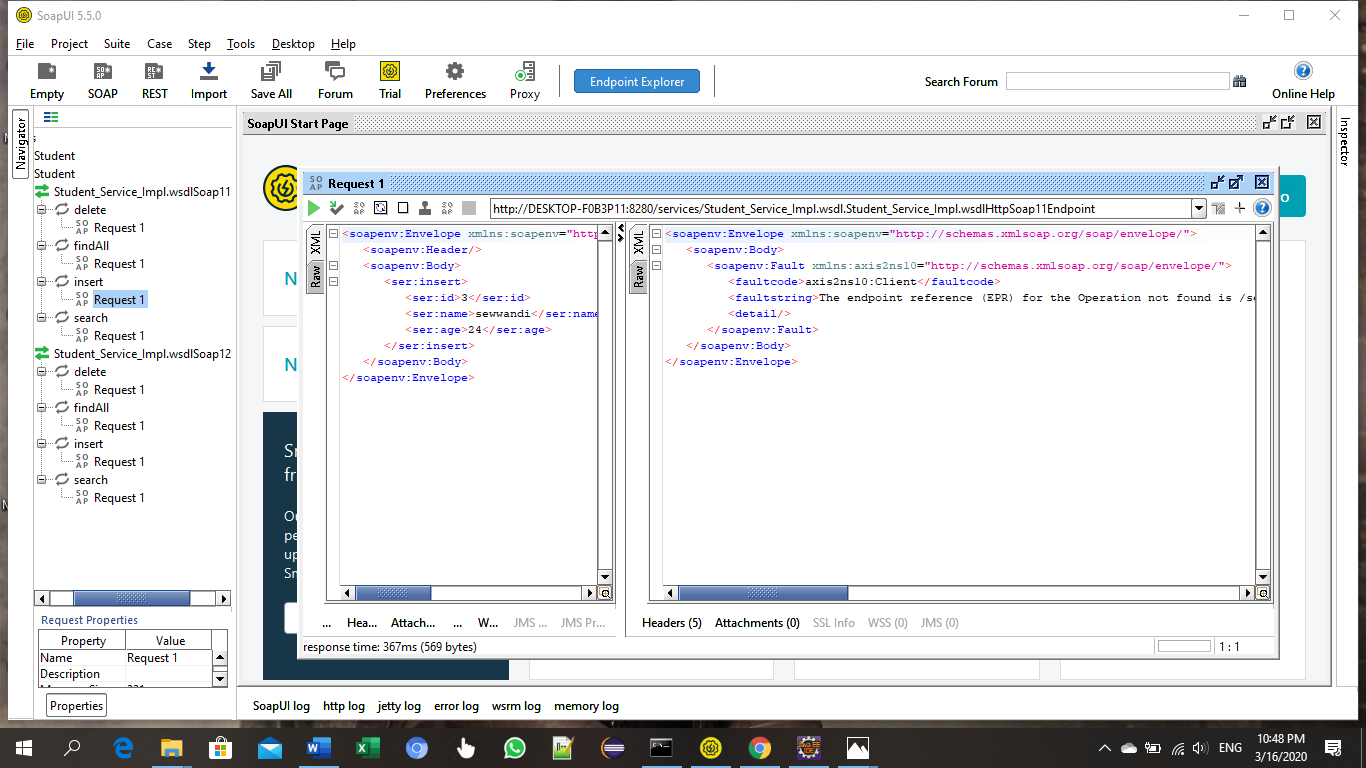 SoapUI 5.5.0
File Project Suite Case Step Tools Desktop Help
Empty SOAP REST Import Save All Forum Trial Preferences Proxy Endpoint Explorer Search Forum Online Help
Navigator
Student
Student
Student_Service_Impl.wsdlSoap11
delete
Request 1
findAll
Request 1
insert
Request 1
search
Request 1
Student_Service_Impl.wsdlSoap12
delete
Request 1
findAll
Request 1
insert
Request 1
search
Request 1
Request Properties
Property Value
Name Request 1
Description
Properties
SoapUI Start Page
Inspector
Request 1
http://DESKTOP-F0B3P11:8280/services/Student_Service_Impl.wsdl.Student_Service_Impl.wsdlHttpSoap11Endpoint
XML
Raw
<soapenv:Envelope xmlns:soapenv="http
<soapenv:Header/>
<soapenv:Body>
<ser:insert>
<ser:id>3</ser:id>
<ser:name>sewwandi</ser:name
<ser:age>24</ser:age>
</ser:insert>
</soapenv:Body>
</soapenv:Envelope>
... Hea... Attach... ... W... JMS ... JMS Pr...
XML
Raw
<soapenv:Envelope xmlns:soapenv="http://schemas.xmlsoap.org/soap/envelope/">
<soapenv:Body>
<soapenv:Fault xmlns:axis2ns10="http://schemas.xmlsoap.org/soap/envelope/">
<faultcode>axis2ns10:Client</faultcode>
<faultstring>The endpoint reference (EPR) for the Operation not found is /se
<detail/>
</soapenv:Fault>
</soapenv:Body>
</soapenv:Envelope>
Headers (5) Attachments (0) SSL Info WSS (0) JMS (0)
response time: 367ms (569 bytes) 1 : 1
SoapUI log http log jetty log error log wsrm log memory log
ENG 10:48 PM
3/16/2020